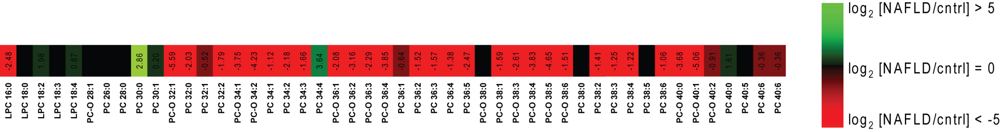 -2.48
1.98
0.87
2.86
0.20
-5.59
-2.03
-0.52
-1.79
-3.75
-4.23
-1.12
-2.18
-1.66
3.64
-2.08
-3.16
-2.29
-3.85
-0.64
-1.52
-1.57
-1.38
-2.47
-1.59
-2.61
-3.83
-4.65
-1.51
-1.41
-1.25
-1.22
-1.06
-3.68
-5.06
-0.91
1.61
-0.36
-0.36
LPC 16:0
LPC 18:0
LPC 18:2
LPC 18:3
LPC 18:4
PC-O 28:1
PC 26:0
PC 28:0
PC 30:0
PC 30:1
PC-O 32:1
PC 32:0
PC 32:1
PC 32:2
PC-O 34:1
PC-O 34:2
PC 34:1
PC 34:2
PC 34:3
PC 34:4
PC-O 36:1
PC-O 36:2
PC-O 36:3
PC-O 36:4
PC 36:1
PC 36:2
PC 36:3
PC 36:4
PC 36:5
PC-O 38:0
PC-O 38:1
PC-O 38:3
PC-O 38:4
PC-O 38:5
PC-O 38:6
PC 38:0
PC 38:2
PC 38:3
PC 38:4
PC 38:5
PC 38:6
PC-O 40:0
PC-O 40:1
PC-O 40:2
PC 40:0
PC 40:5
PC 40:6
PC 40:6
log2 [NAFLD/cntrl] > 5
log2 [NAFLD/cntrl] = 0
log2 [NAFLD/cntrl] < -5